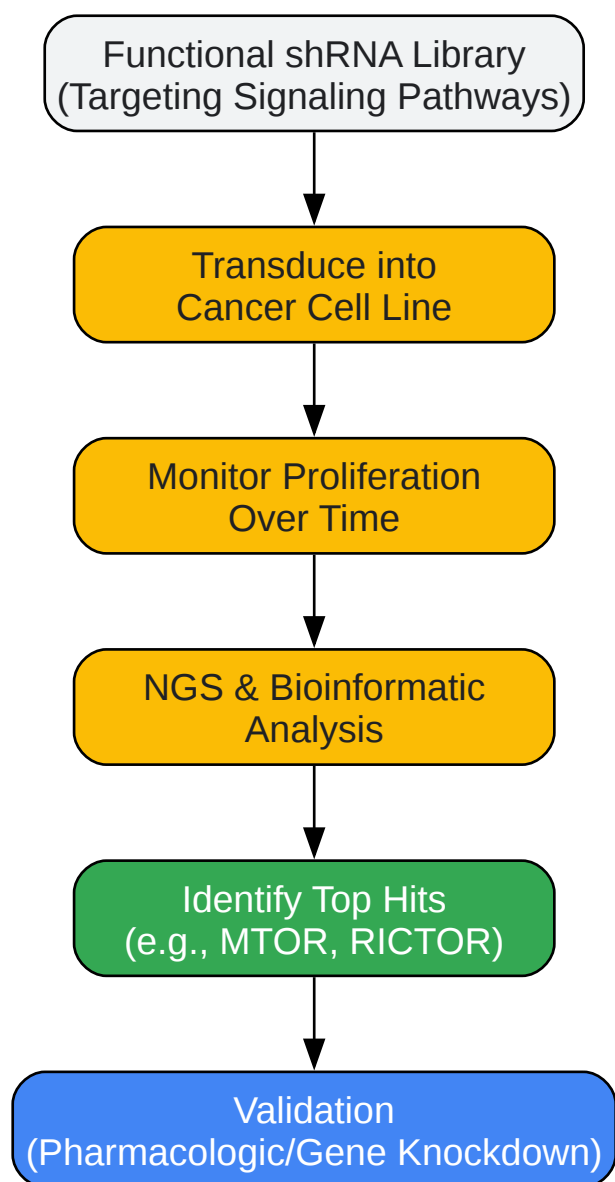 Functional shRNA Library
(Targeting Signaling Pathways)
Transduce into
Cancer Cell Line
Monitor Proliferation
Over Time
NGS & Bioinformatic
Analysis
Identify Top Hits
(e.g., MTOR, RICTOR)
Validation
(Pharmacologic/Gene Knockdown)